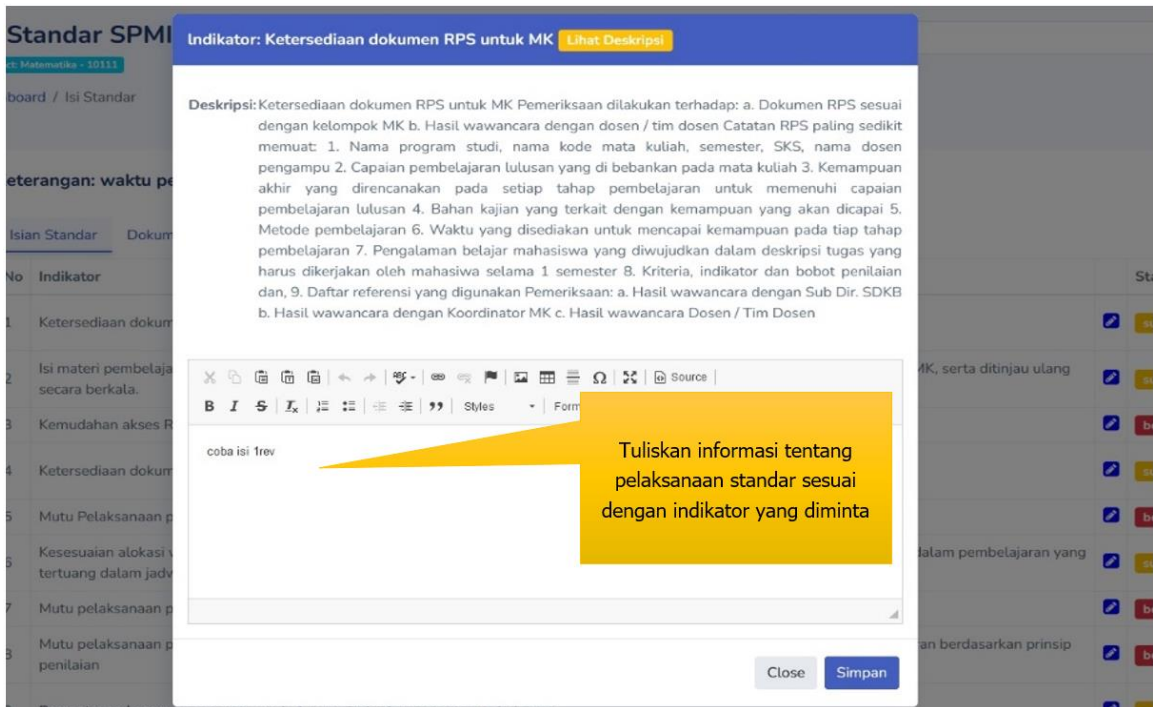 Standar SPMI
ct: Matematika - 10111
board / Isi Standar
eterangan: waktu pe
Isian Standar Dokum
No Indikator Sta
1 Ketersediaan dokum su
2 Isi materi pembelaja MK, serta ditinjau ulang su
secara berkala.
3 Kemudahan akses R b
4 Ketersediaan dokum su
5 Mutu Pelaksanaan p b
6 Kesesuaian alokasi v dalam pembelajaran yang su
tertuang dalam jadw
7 Mutu pelaksanaan p b
8 Mutu pelaksanaan p an berdasarkan prinsip b
penilaian
Indikator: Ketersediaan dokumen RPS untuk MK Lihat Deskripsi
Deskripsi: Ketersediaan dokumen RPS untuk MK Pemeriksaan dilakukan terhadap: a. Dokumen RPS sesuai
dengan kelompok MK b. Hasil wawancara dengan dosen / tim dosen Catatan RPS paling sedikit
memuat: 1. Nama program studi, nama kode mata kuliah, semester, SKS, nama dosen
pengampu 2. Capaian pembelajaran lulusan yang di bebankan pada mata kuliah 3. Kemampuan
akhir yang direncanakan pada setiap tahap pembelajaran untuk memenuhi capaian
pembelajaran lulusan 4. Bahan kajian yang terkait dengan kemampuan yang akan dicapai 5.
Metode pembelajaran 6. Waktu yang disediakan untuk mencapai kemampuan pada tiap tahap
pembelajaran 7. Pengalaman belajar mahasiswa yang diwujudkan dalam deskripsi tugas yang
harus dikerjakan oleh mahasiwa selama 1 semester 8. Kriteria, indikator dan bobot penilaian
dan, 9. Daftar referensi yang digunakan Pemeriksaan: a. Hasil wawancara dengan Sub Dir. SDKB
b. Hasil wawancara dengan Koordinator MK c. Hasil wawancara Dosen / Tim Dosen
Source
B I S Ix Styles Form
coba isi 1rev
Tuliskan informasi tentang
pelaksanaan standar sesuai
dengan indikator yang diminta
Close Simpan